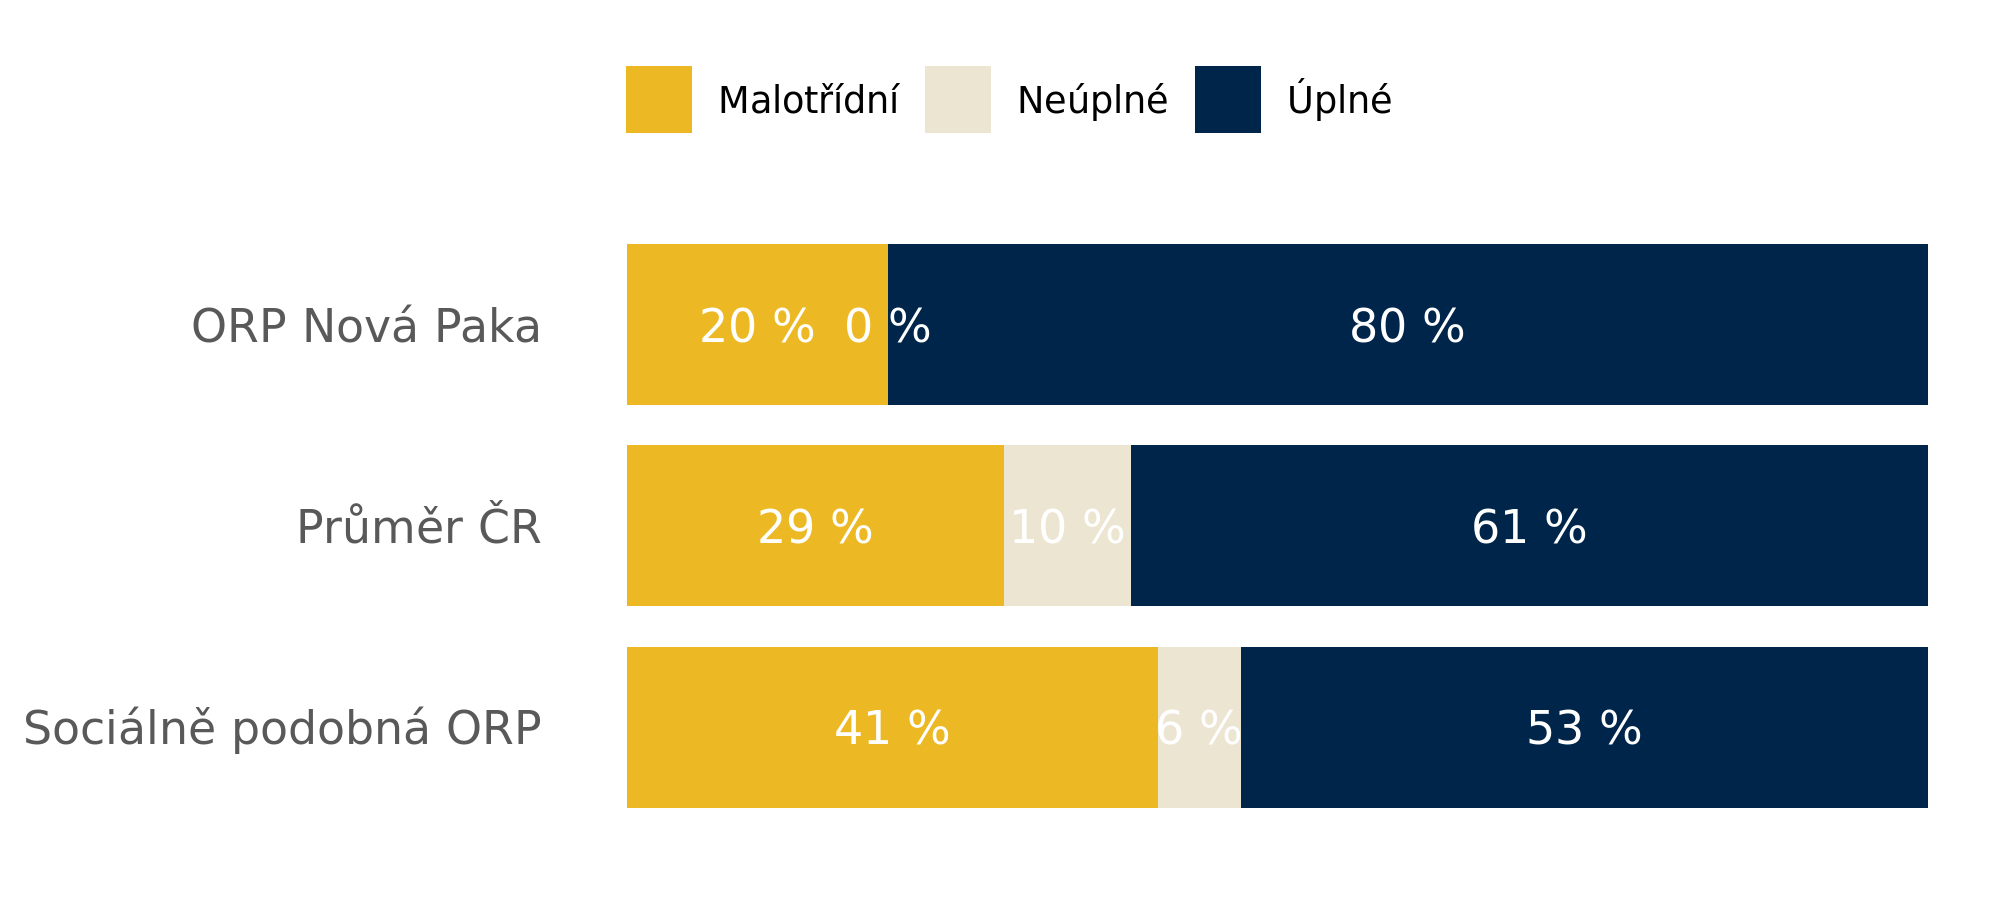 Malotřídní Neúplné Úplné
ORP Nová Paka 20 % 0 % 80 %
Průměr ČR 29 % 10 % 61 %
Sociálně podobná ORP 41 % 6 % 53 %